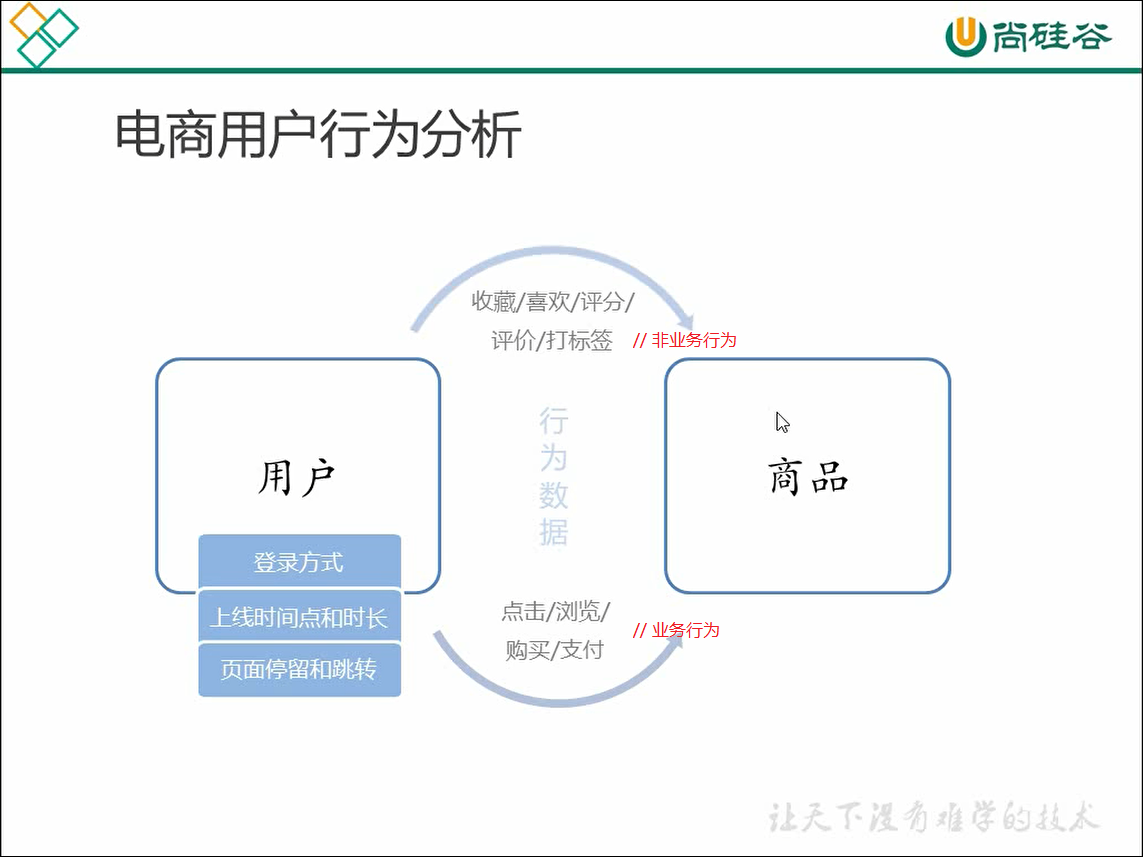 尚硅谷
电商用户行为分析
收藏/喜欢/评分/
评价/打标签 // 非业务行为
行
为
数
据
用户
商品
登录方式
上线时间点和时长
页面停留和跳转
点击/浏览/
购买/支付
// 业务行为
让天下没有难学的技术